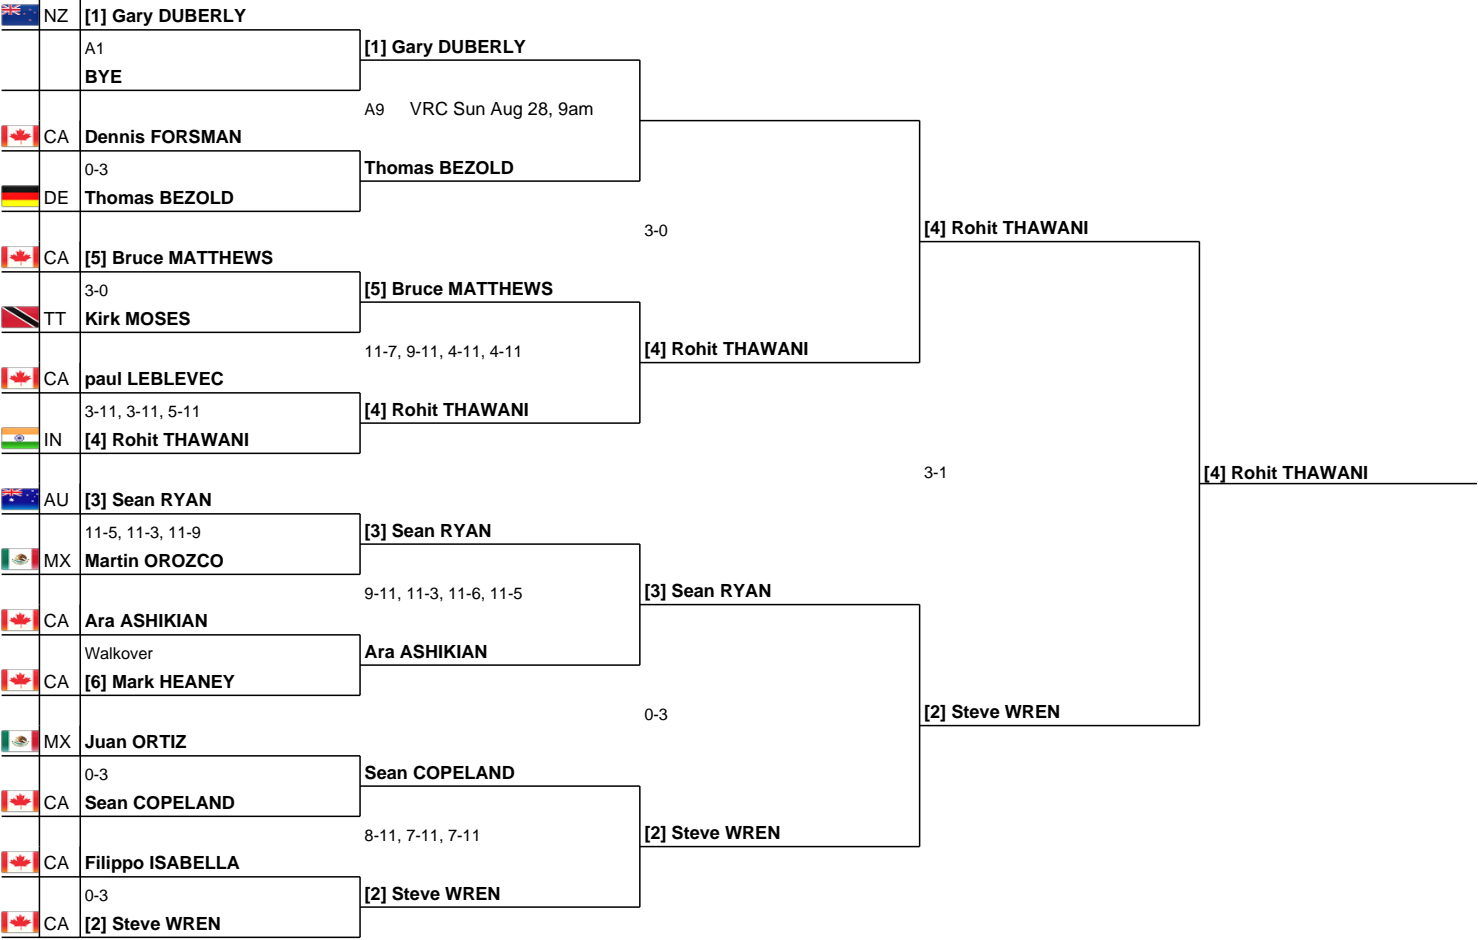 NZ [1] Gary DUBERLY
A1 [1] Gary DUBERLY
BYE
A9 VRC Sun Aug 28, 9am
CA Dennis FORSMAN
0-3 Thomas BEZOLD
DE Thomas BEZOLD
3-0 [4] Rohit THAWANI
CA [5] Bruce MATTHEWS
3-0 [5] Bruce MATTHEWS
TT Kirk MOSES
11-7, 9-11, 4-11, 4-11 [4] Rohit THAWANI
CA paul LEBLEVEC
3-11, 3-11, 5-11 [4] Rohit THAWANI
IN [4] Rohit THAWANI
3-1 [4] Rohit THAWANI
AU [3] Sean RYAN
11-5, 11-3, 11-9 [3] Sean RYAN
MX Martin OROZCO
9-11, 11-3, 11-6, 11-5 [3] Sean RYAN
CA Ara ASHIKIAN
Walkover Ara ASHIKIAN
CA [6] Mark HEANEY
0-3 [2] Steve WREN
MX Juan ORTIZ
0-3 Sean COPELAND
CA Sean COPELAND
8-11, 7-11, 7-11 [2] Steve WREN
CA Filippo ISABELLA
0-3 [2] Steve WREN
CA [2] Steve WREN